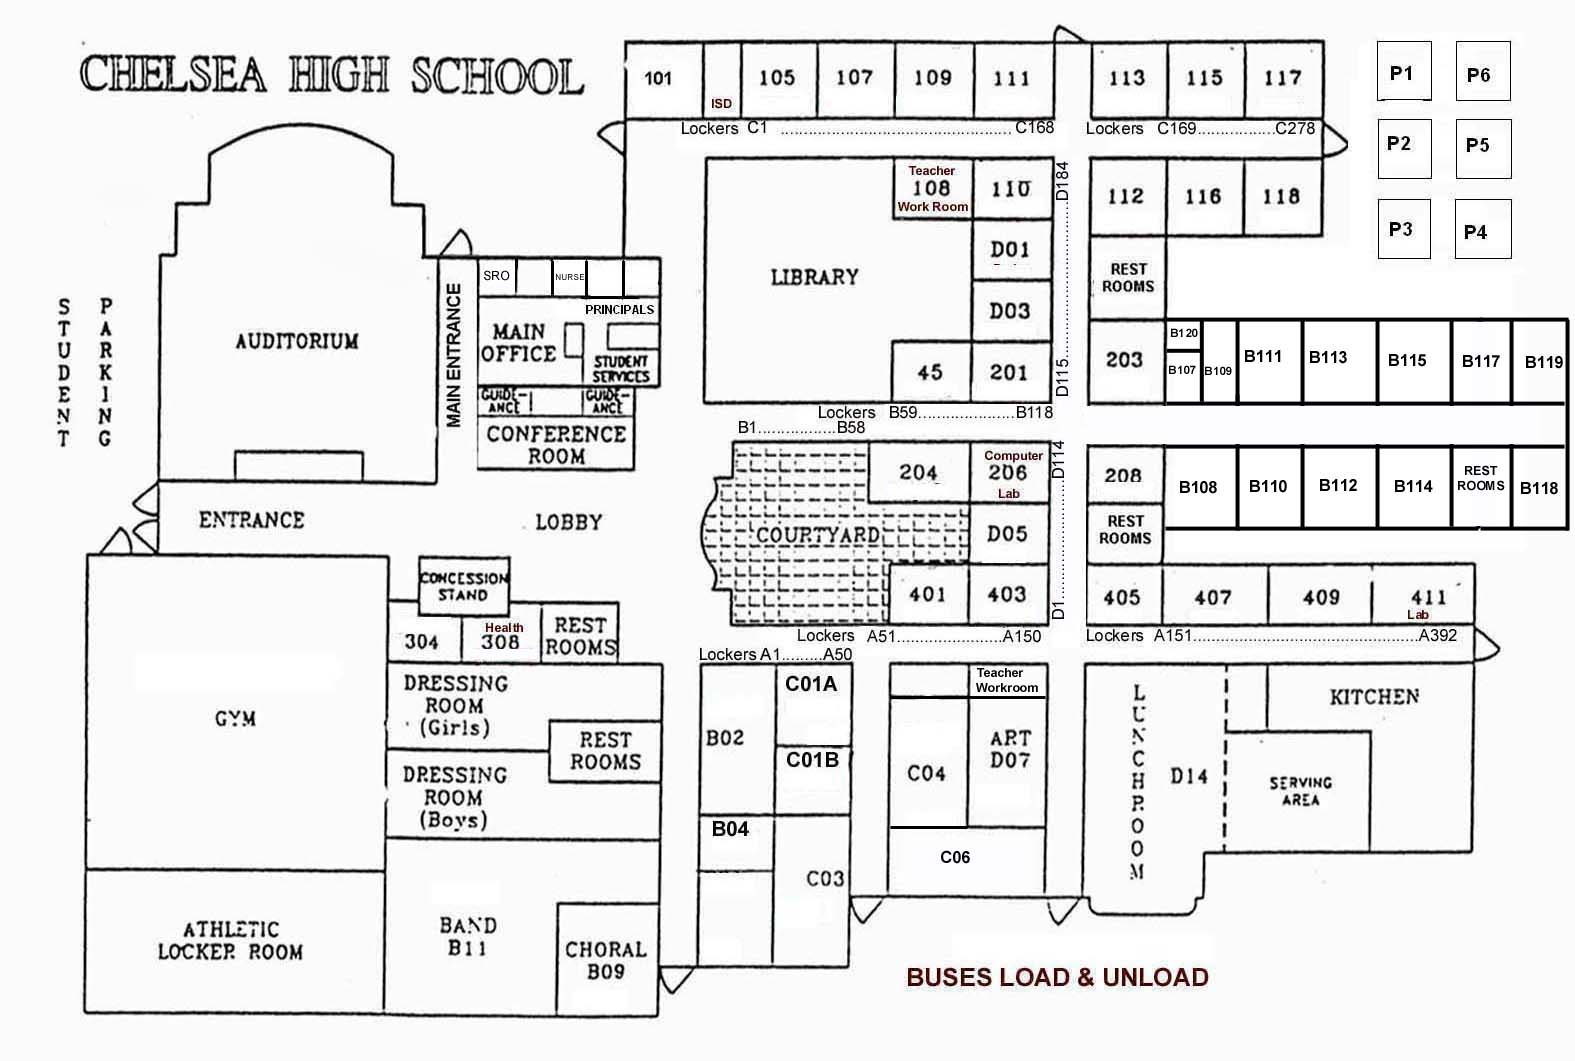 CHELSEA HIGH SCHOOL
101
ISD
105
107
109
111
113
115
117
P1
P6
Lockers C1 ........ C168
Lockers C169........C278
P2
P5
Teacher
108
Work Room
110
D184
112
116
118
P3
P4
LIBRARY
D01
REST
ROOMS
D03
SRO
NURSE
PRINCIPALS
MAIN
OFFICE
STUDENT
SERVICES
MAIN ENTRANCE
GUIDE-
ANCE
GUIDE-
ANCE
CONFERENCE
ROOM
STUDENT
PARKING
AUDITORIUM
45
201
D115
203
B120
B107
B109
B111
B113
B115
B117
B119
Lockers B59........B118
B1........B58
204
Computer
206
Lab
D114
208
B108
B110
B112
B114
REST
ROOMS
B118
ENTRANCE
LOBBY
COURTYARD
D05
REST
ROOMS
CONCESSION
STAND
401
403
D1
405
407
409
411
Lab
304
Health
308
REST
ROOMS
Lockers A51........A150
Lockers A151........A392
Lockers A1........A50
GYM
DRESSING
ROOM
(Girls)
REST
ROOMS
DRESSING
ROOM
(Boys)
B02
C01A
C01B
Teacher
Workroom
C04
ART
D07
LUNCHROOM
D14
KITCHEN
SERVING
AREA
B04
C03
C06
ATHLETIC
LOCKER ROOM
BAND
B11
CHORAL
B09
BUSES LOAD & UNLOAD